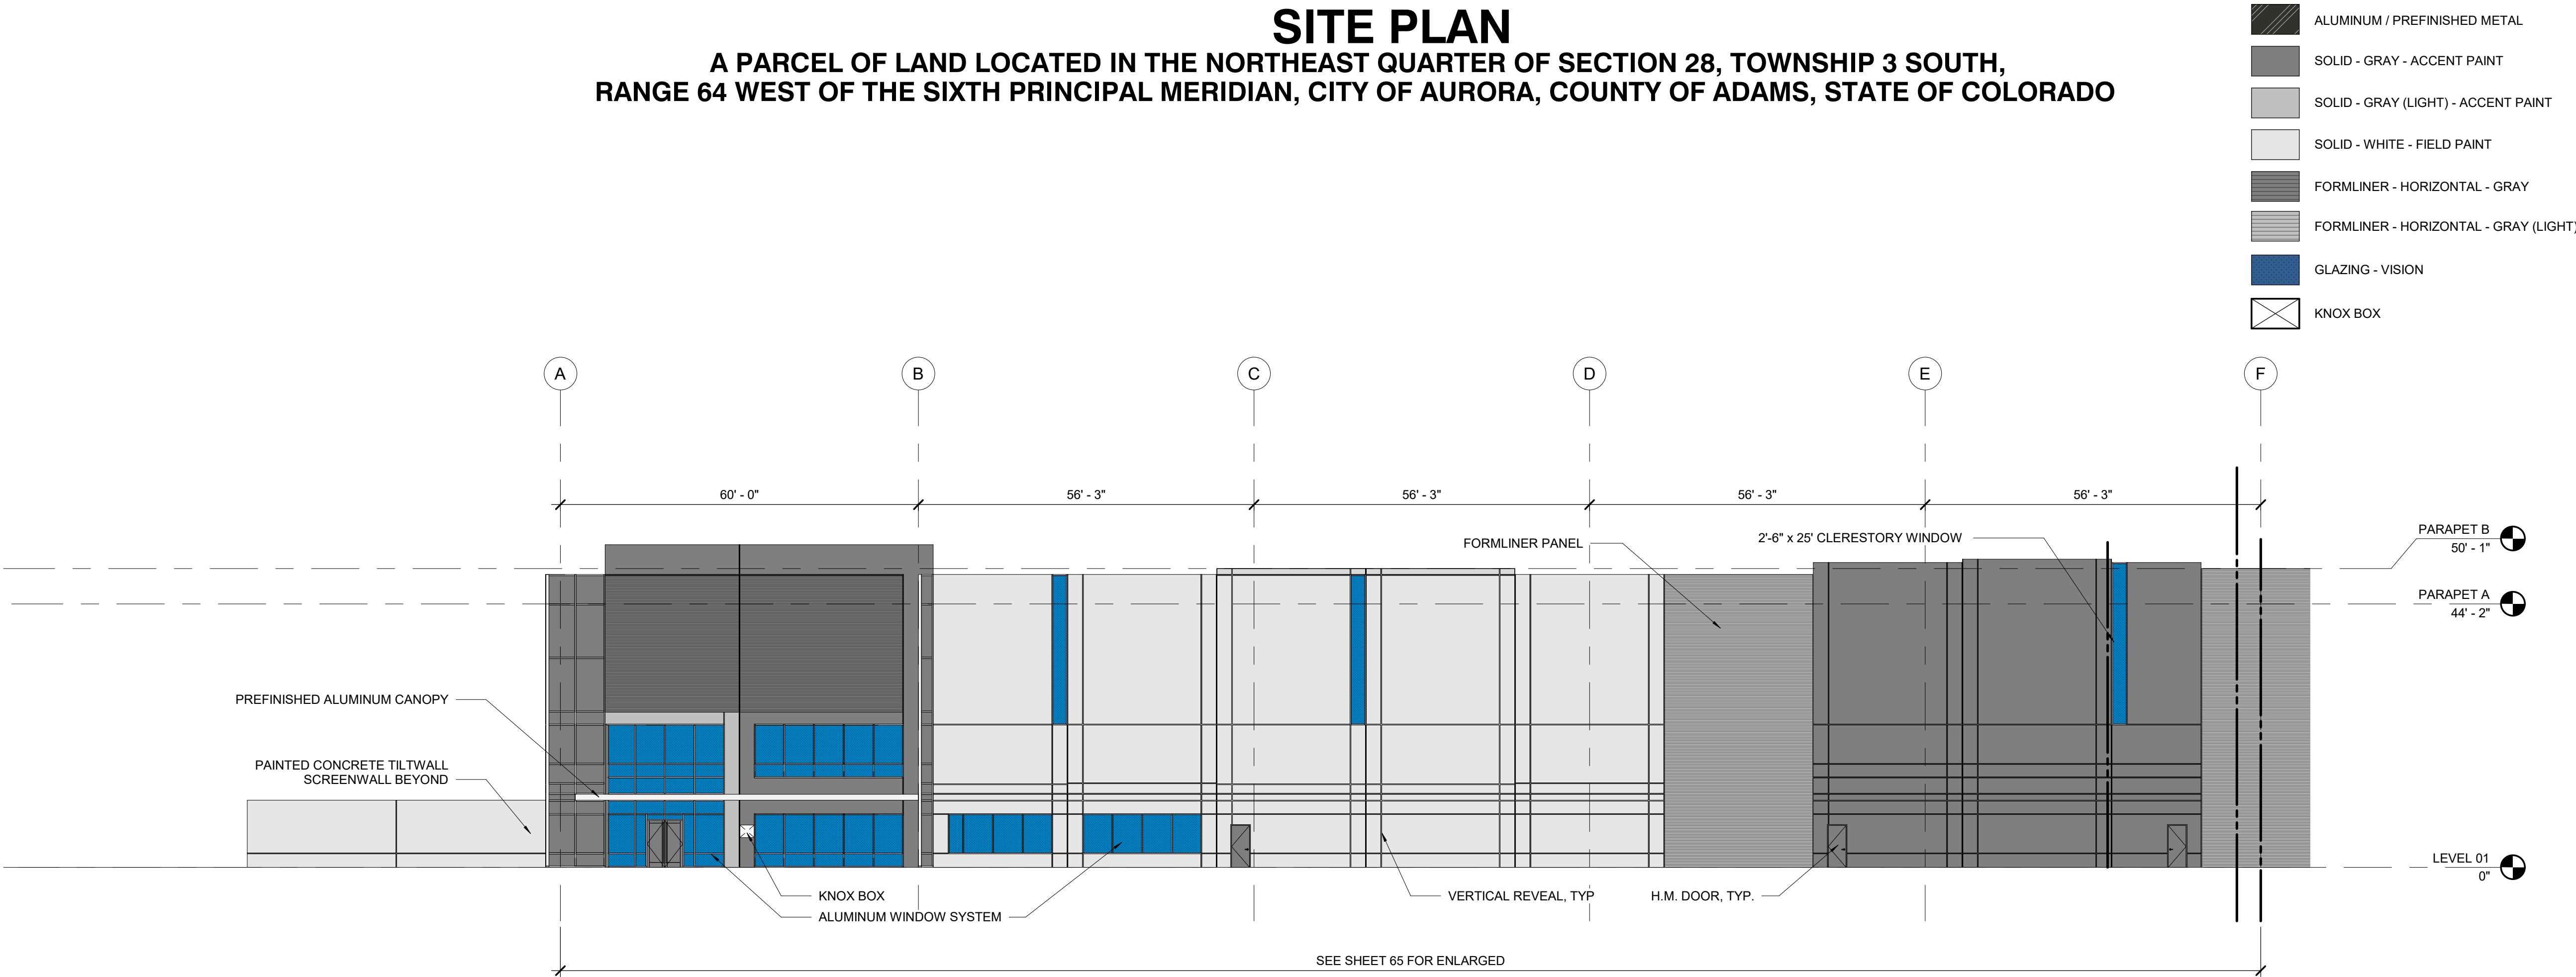 SITE PLAN
A PARCEL OF LAND LOCATED IN THE NORTHEAST QUARTER OF SECTION 28, TOWNSHIP 3 SOUTH,
RANGE 64 WEST OF THE SIXTH PRINCIPAL MERIDIAN, CITY OF AURORA, COUNTY OF ADAMS, STATE OF COLORADO
ALUMINUM / PREFINISHED METAL
SOLID - GRAY - ACCENT PAINT
SOLID - GRAY (LIGHT) - ACCENT PAINT
SOLID - WHITE - FIELD PAINT
FORMLINER - HORIZONTAL - GRAY
FORMLINER - HORIZONTAL - GRAY (LIGHT)
GLAZING - VISION
KNOX BOX
A
B
C
D
E
F
60' - 0"
56' - 3"
56' - 3"
56' - 3"
56' - 3"
FORMLINER PANEL
2'-6" x 25' CLERESTORY WINDOW
PARAPET B
50' - 1"
PARAPET A
44' - 2"
PREFINISHED ALUMINUM CANOPY
PAINTED CONCRETE TILTWALL
SCREENWALL BEYOND
LEVEL 01
0"
KNOX BOX
ALUMINUM WINDOW SYSTEM
VERTICAL REVEAL, TYP
H.M. DOOR, TYP.
SEE SHEET 65 FOR ENLARGED